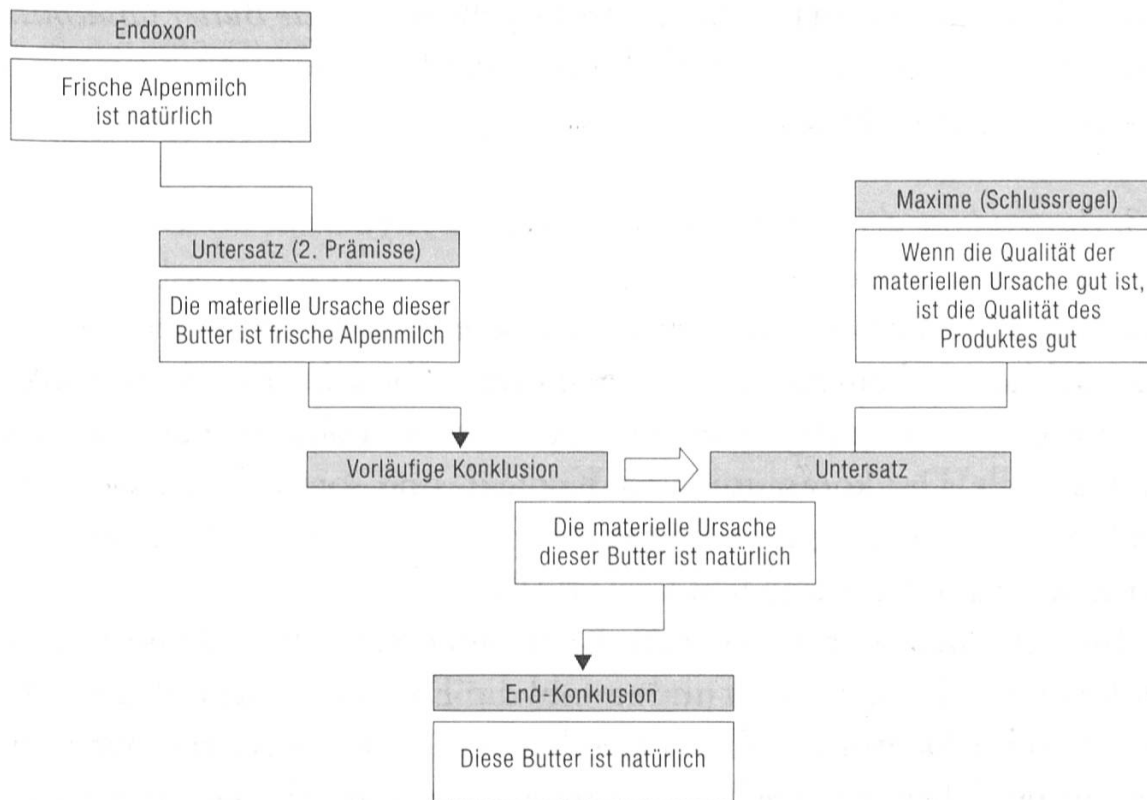 Endoxon
Frische Alpenmilch
ist natürlich
Maxime (Schlussregel)
Wenn die Qualität der
materiellen Ursache gut ist,
ist die Qualität des
Produktes gut
Untersatz (2. Prämisse)
Die materielle Ursache dieser
Butter ist frische Alpenmilch
Vorläufige Konklusion
Untersatz
Die materielle Ursache
dieser Butter ist natürlich
End-Konklusion
Diese Butter ist natürlich